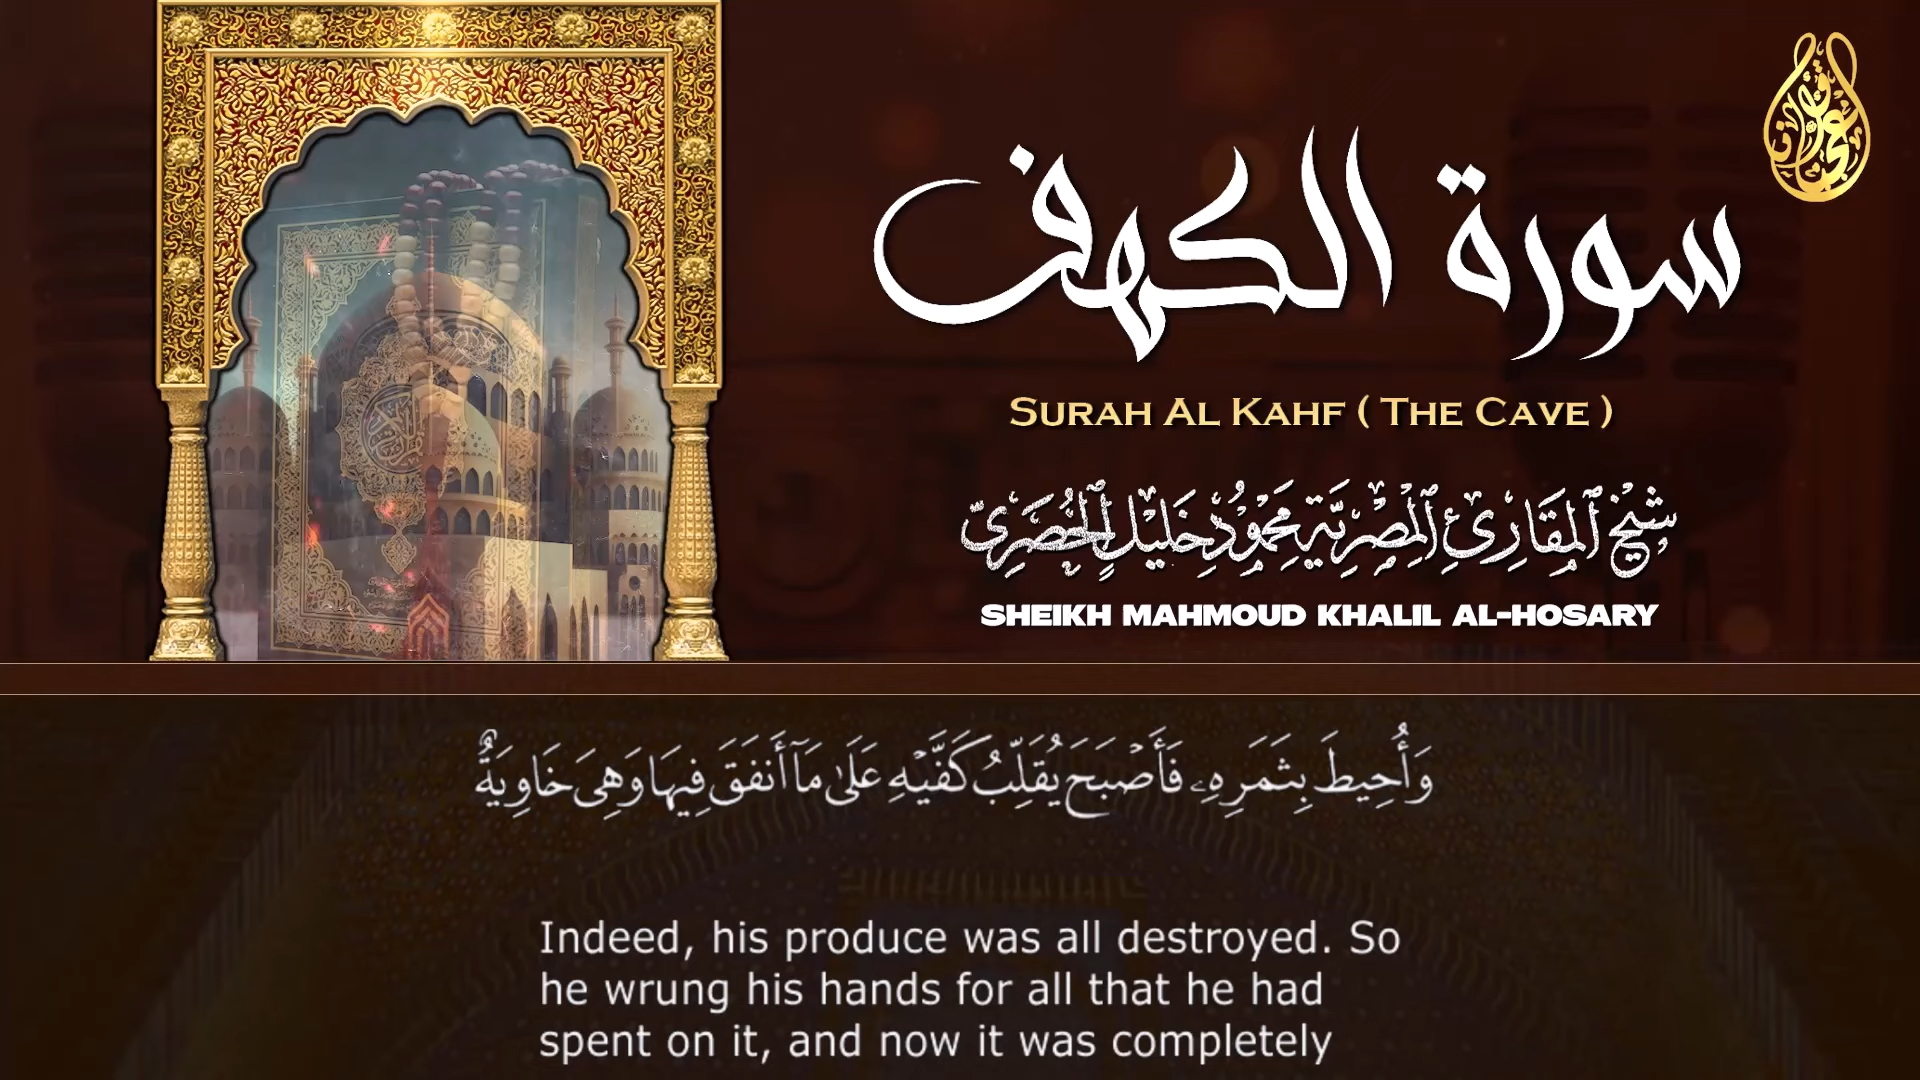 سورة الكهف
SURAH AL KAHF ( THE CAVE )
شيخ المقارئ المصرية محمود خليل الحصري
SHEIKH MAHMOUD KHALIL AL-HOSARY
وَأُحِيطَ بِثَمَرِهِۦ فَأَصْبَحَ يُقَلِّبُ كَفَّيْهِ عَلَىٰ مَآ أَنفَقَ فِيهَا وَهِىَ خَاوِيَةٌ
Indeed, his produce was all destroyed. So
he wrung his hands for all that he had
spent on it, and now it was completely